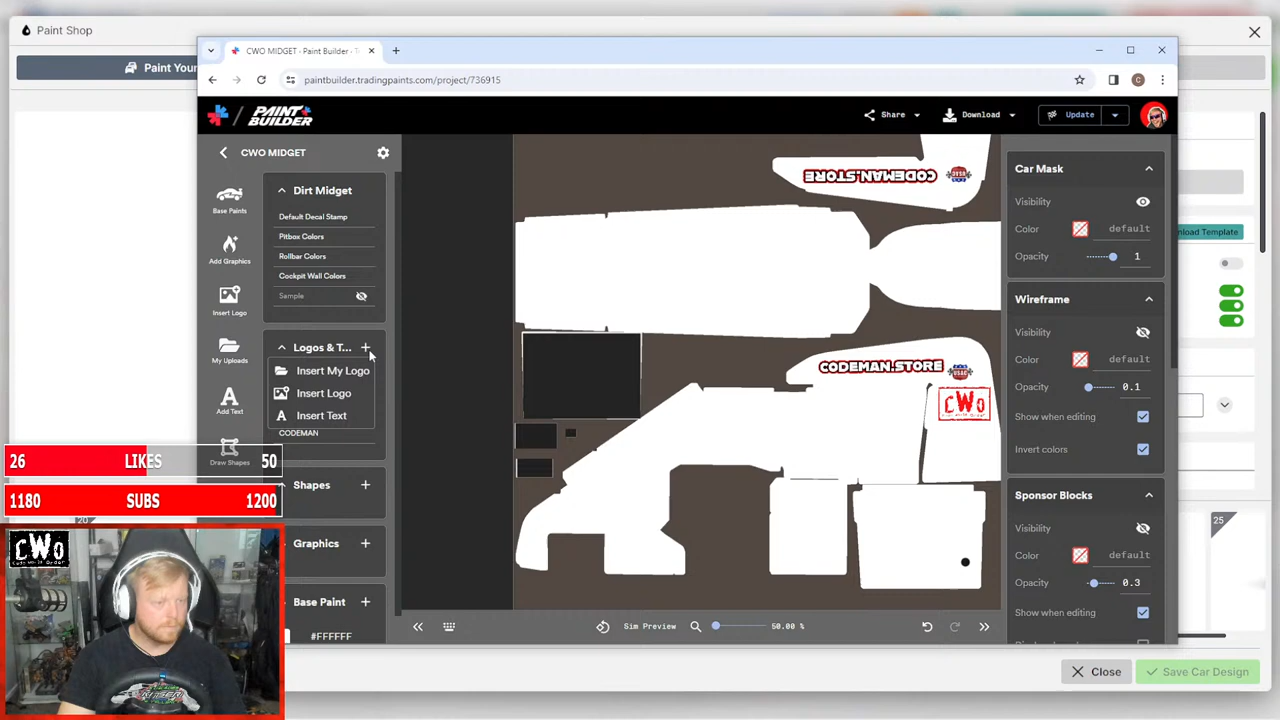 Paint Shop
Paint Your
CWO MIDGET - Paint Builder - T
paintbuilder.tradingpaints.com/project/736915
C
PAINT BUILDER
Share
Download
Update
CWO MIDGET
Base Paints
Add Graphics
Insert Logo
My Uploads
Add Text
Draw Shapes
Dirt Midget
Default Decal Stamp
Pitbox Colors
Rollbar Colors
Cockpit Wall Colors
Sample
Logos & T...
Insert My Logo
Insert Logo
Insert Text
CODEMAN
Shapes
Graphics
Base Paint
#FFFFFF
CODEMAN.STORE
USAC
CODEMAN.STORE
USAC
CWO
Sim Preview
50.00 %
Car Mask
Visibility
Color
default
Opacity
1
Wireframe
Visibility
Color
default
Opacity
0.1
Show when editing
Invert colors
Sponsor Blocks
Visibility
Color
default
Opacity
0.3
Show when editing
nload Template
25
20
Close
Save Car Design
26 LIKES 50
1180 SUBS 1200
CWO